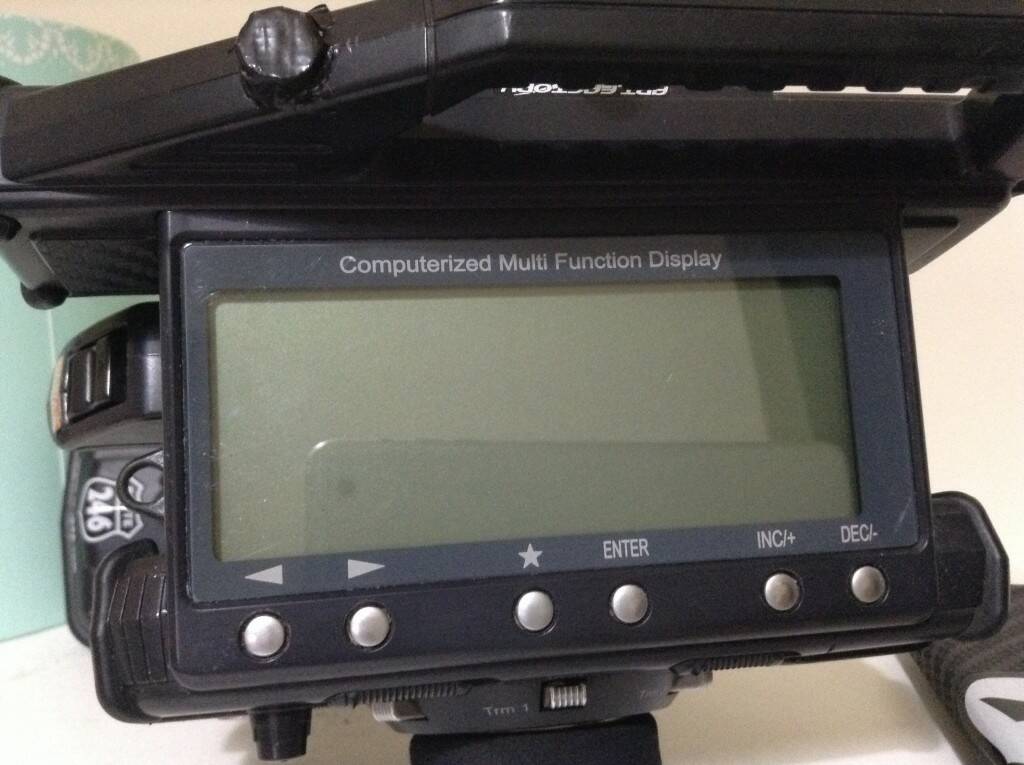 Computerized Multi Function Display
◀ ▶ ★ ENTER INC/+ DEC/-
246
Trm 1